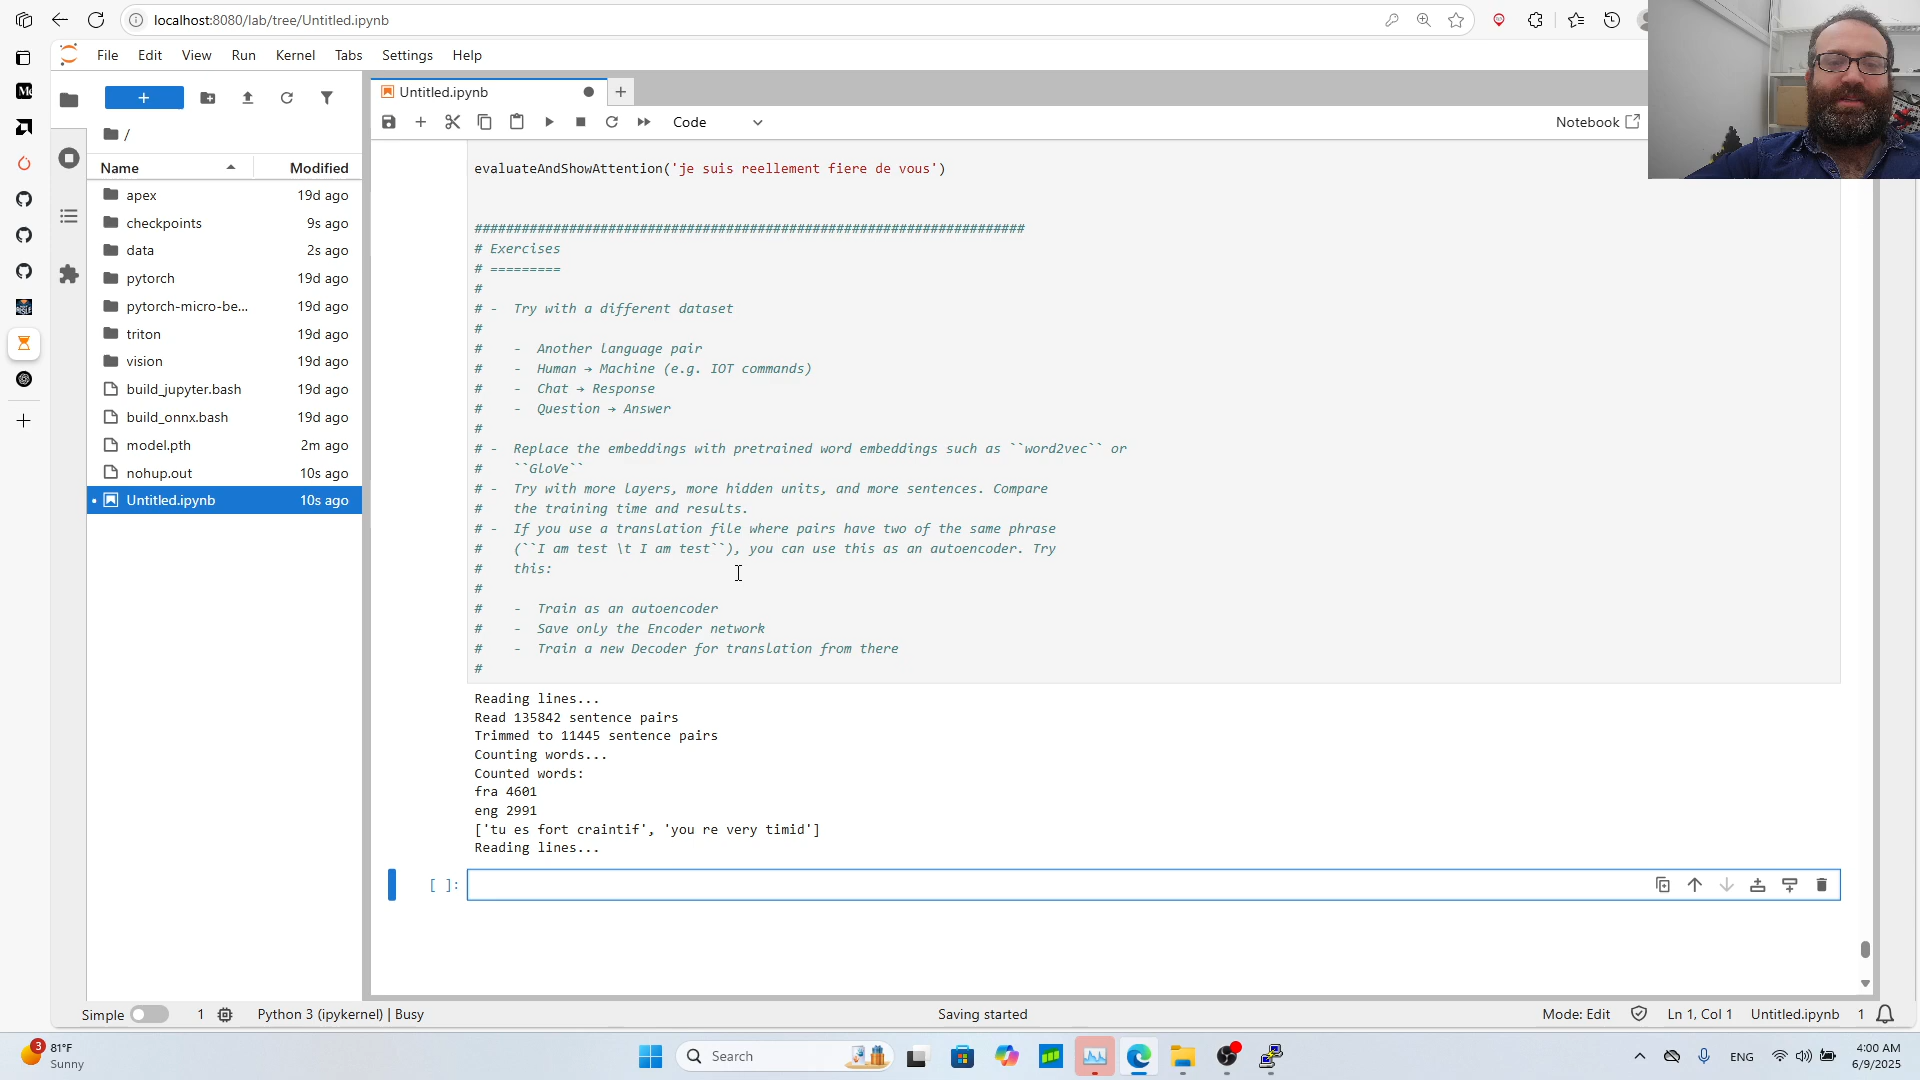 localhost:8080/lab/tree/Untitled.ipynb
File Edit View Run Kernel Tabs Settings Help
Untitled.ipynb
Code
Notebook
/
Name Modified
apex 19d ago
checkpoints 9s ago
data 2s ago
pytorch 19d ago
pytorch-micro-be... 19d ago
triton 19d ago
vision 19d ago
build_jupyter.bash 19d ago
build_onnx.bash 19d ago
model.pth 2m ago
nohup.out 10s ago
Untitled.ipynb 10s ago
evaluateAndShowAttention('je suis reellement fiere de vous')
######################################################################
# Exercises
# =========
#
# - Try with a different dataset
#
# - Another language pair
# - Human → Machine (e.g. IOT commands)
# - Chat → Response
# - Question → Answer
#
# - Replace the embeddings with pretrained word embeddings such as ``word2vec`` or
# ``GloVe``
# - Try with more layers, more hidden units, and more sentences. Compare
# the training time and results.
# - If you use a translation file where pairs have two of the same phrase
# (``I am test \t I am test``), you can use this as an autoencoder. Try
# this:
#
# - Train as an autoencoder
# - Save only the Encoder network
# - Train a new Decoder for translation from there
#
Reading lines...
Read 135842 sentence pairs
Trimmed to 11445 sentence pairs
Counting words...
Counted words:
fra 4601
eng 2991
['tu es fort craintif', 'you re very timid']
Reading lines...
[ ]:
Simple 1 Python 3 (ipykernel) | Busy Saving started Mode: Edit Ln 1, Col 1 Untitled.ipynb 1
3 81°F
Sunny
Search
ENG
4:00 AM
6/9/2025